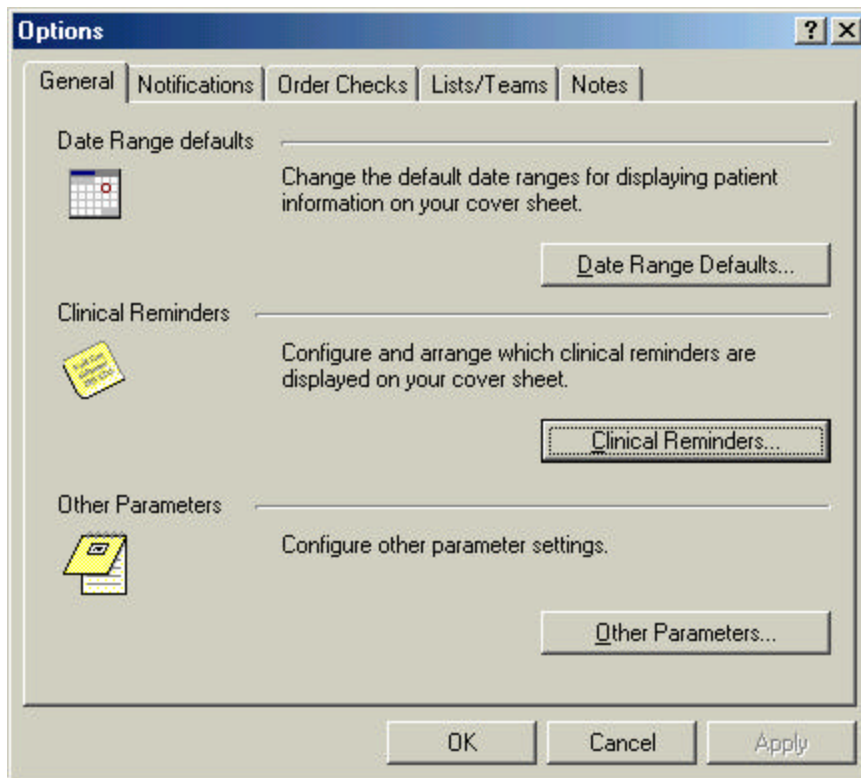 Options
General Notifications Order Checks Lists/Teams Notes
Date Range defaults
Change the default date ranges for displaying patient
information on your cover sheet.
Date Range Defaults...
Clinical Reminders
Configure and arrange which clinical reminders are
displayed on your cover sheet.
Clinical Reminders...
Other Parameters
Configure other parameter settings.
Other Parameters...
OK Cancel Apply